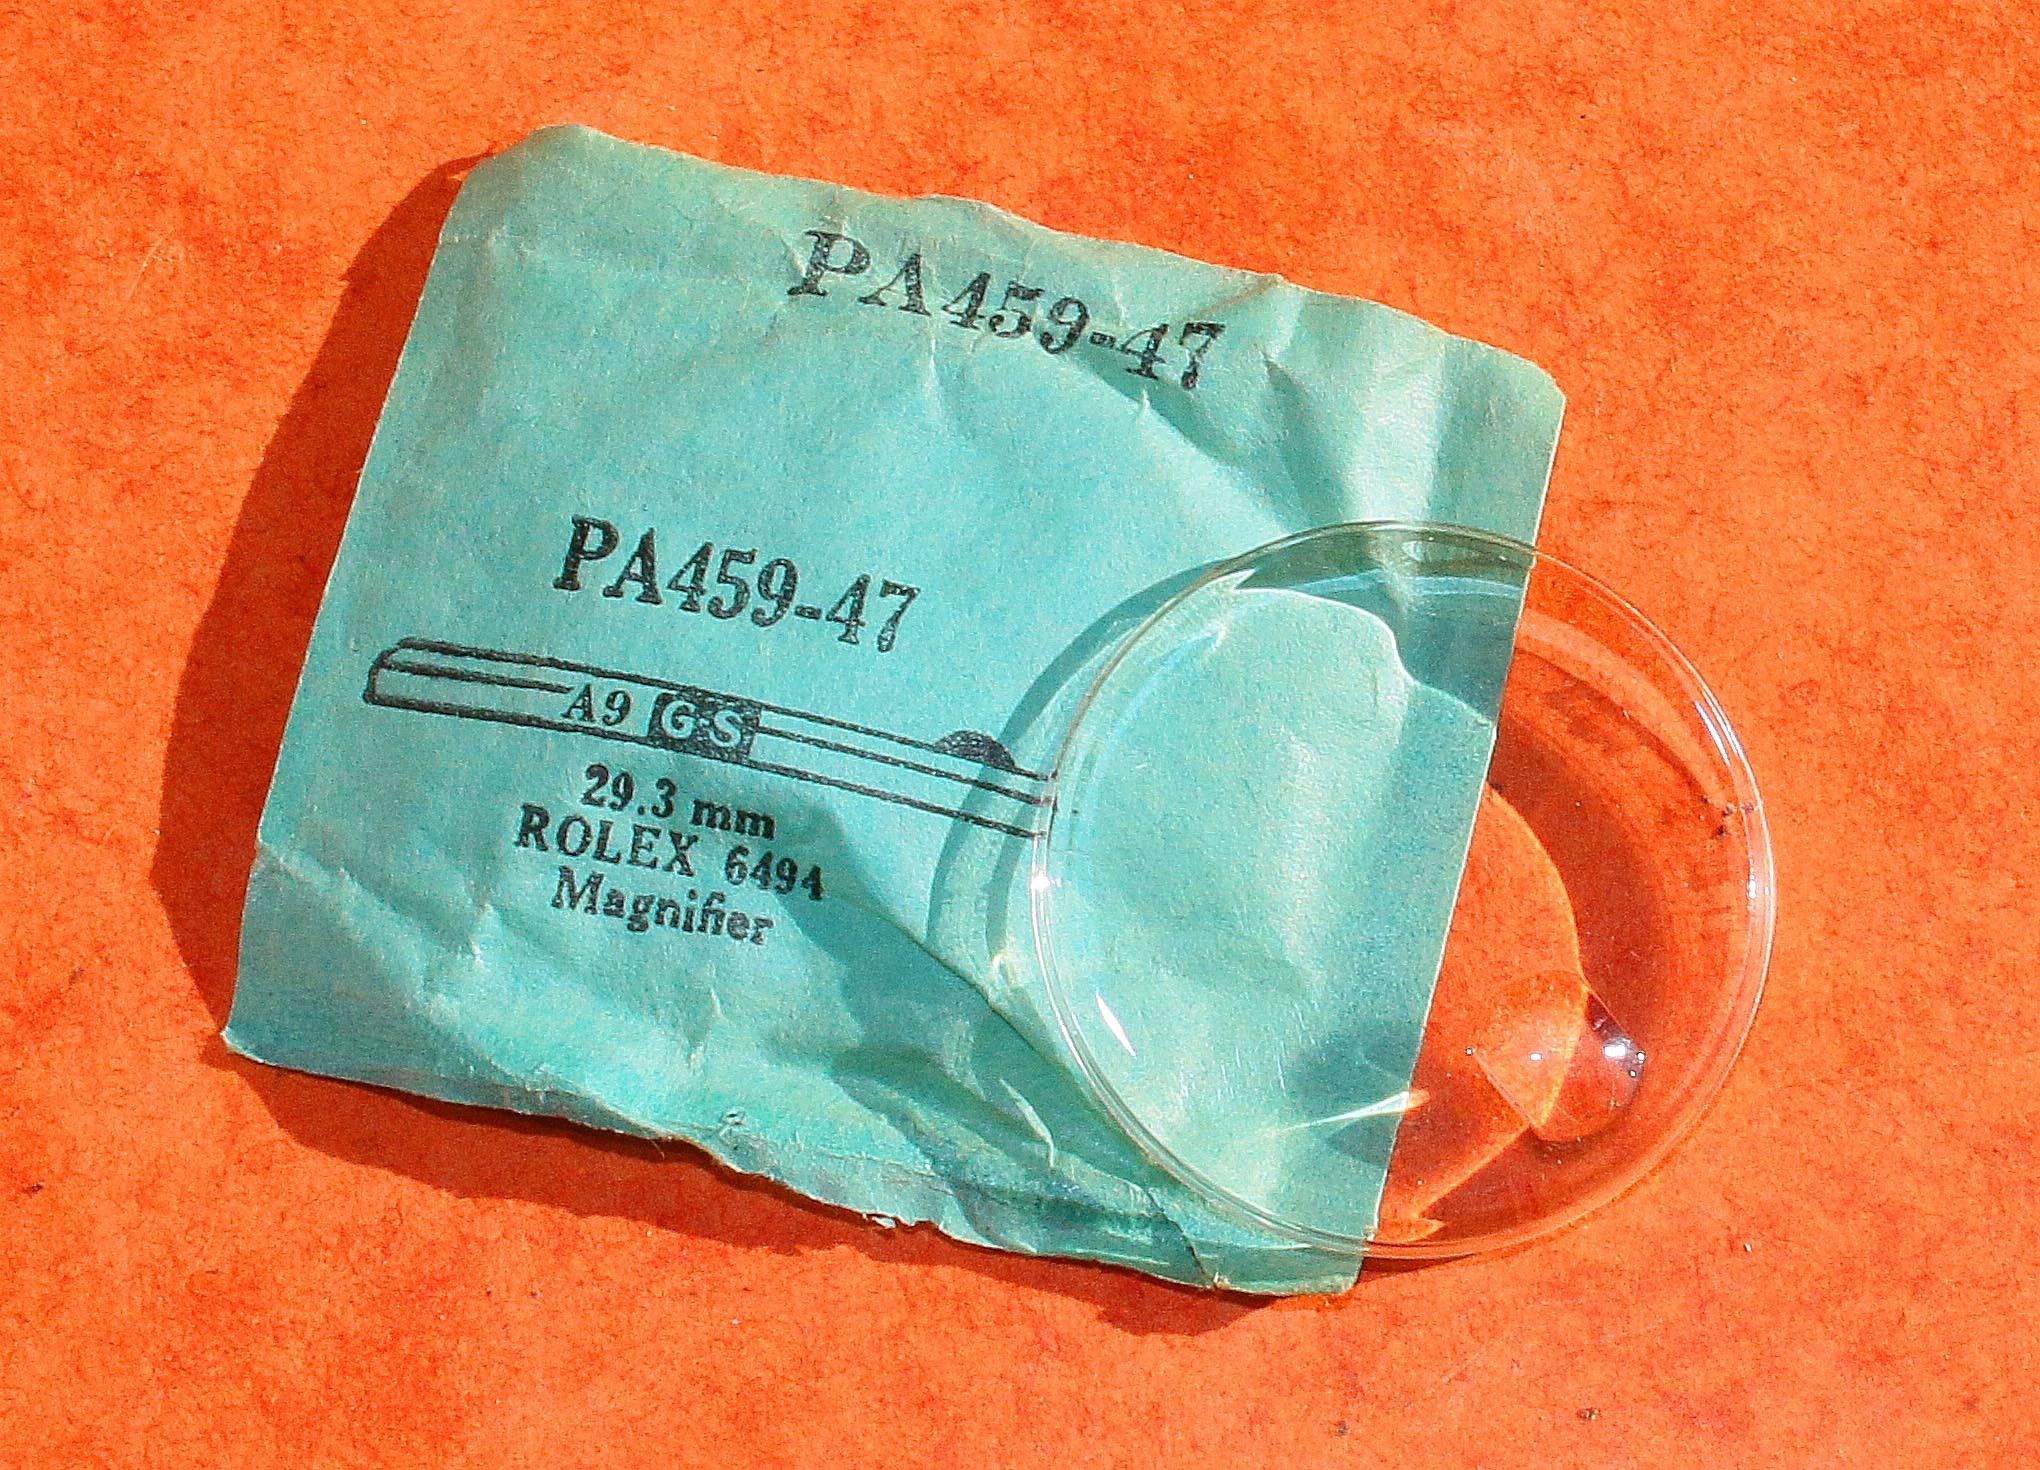 PA459-47
PA459-47
A9 GS
29.3 mm
ROLEX 6494
Magnifier